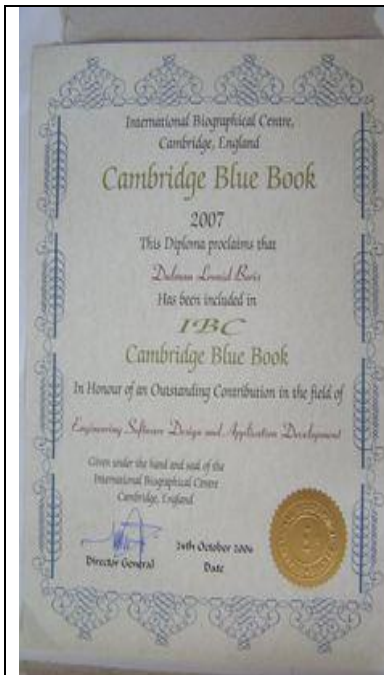 International Biographical Centre,
Cambridge, England
Cambridge Blue Book
2007
This Diploma proclaims that
Leonid Boris
Has been included in
IBC
Cambridge Blue Book
In Honour of an Outstanding Contribution in the field of
Engineering Software Design and Application Development
Given under the hand and seal of the
International Biographical Centre
Cambridge, England
24th October 2006
Director General Date